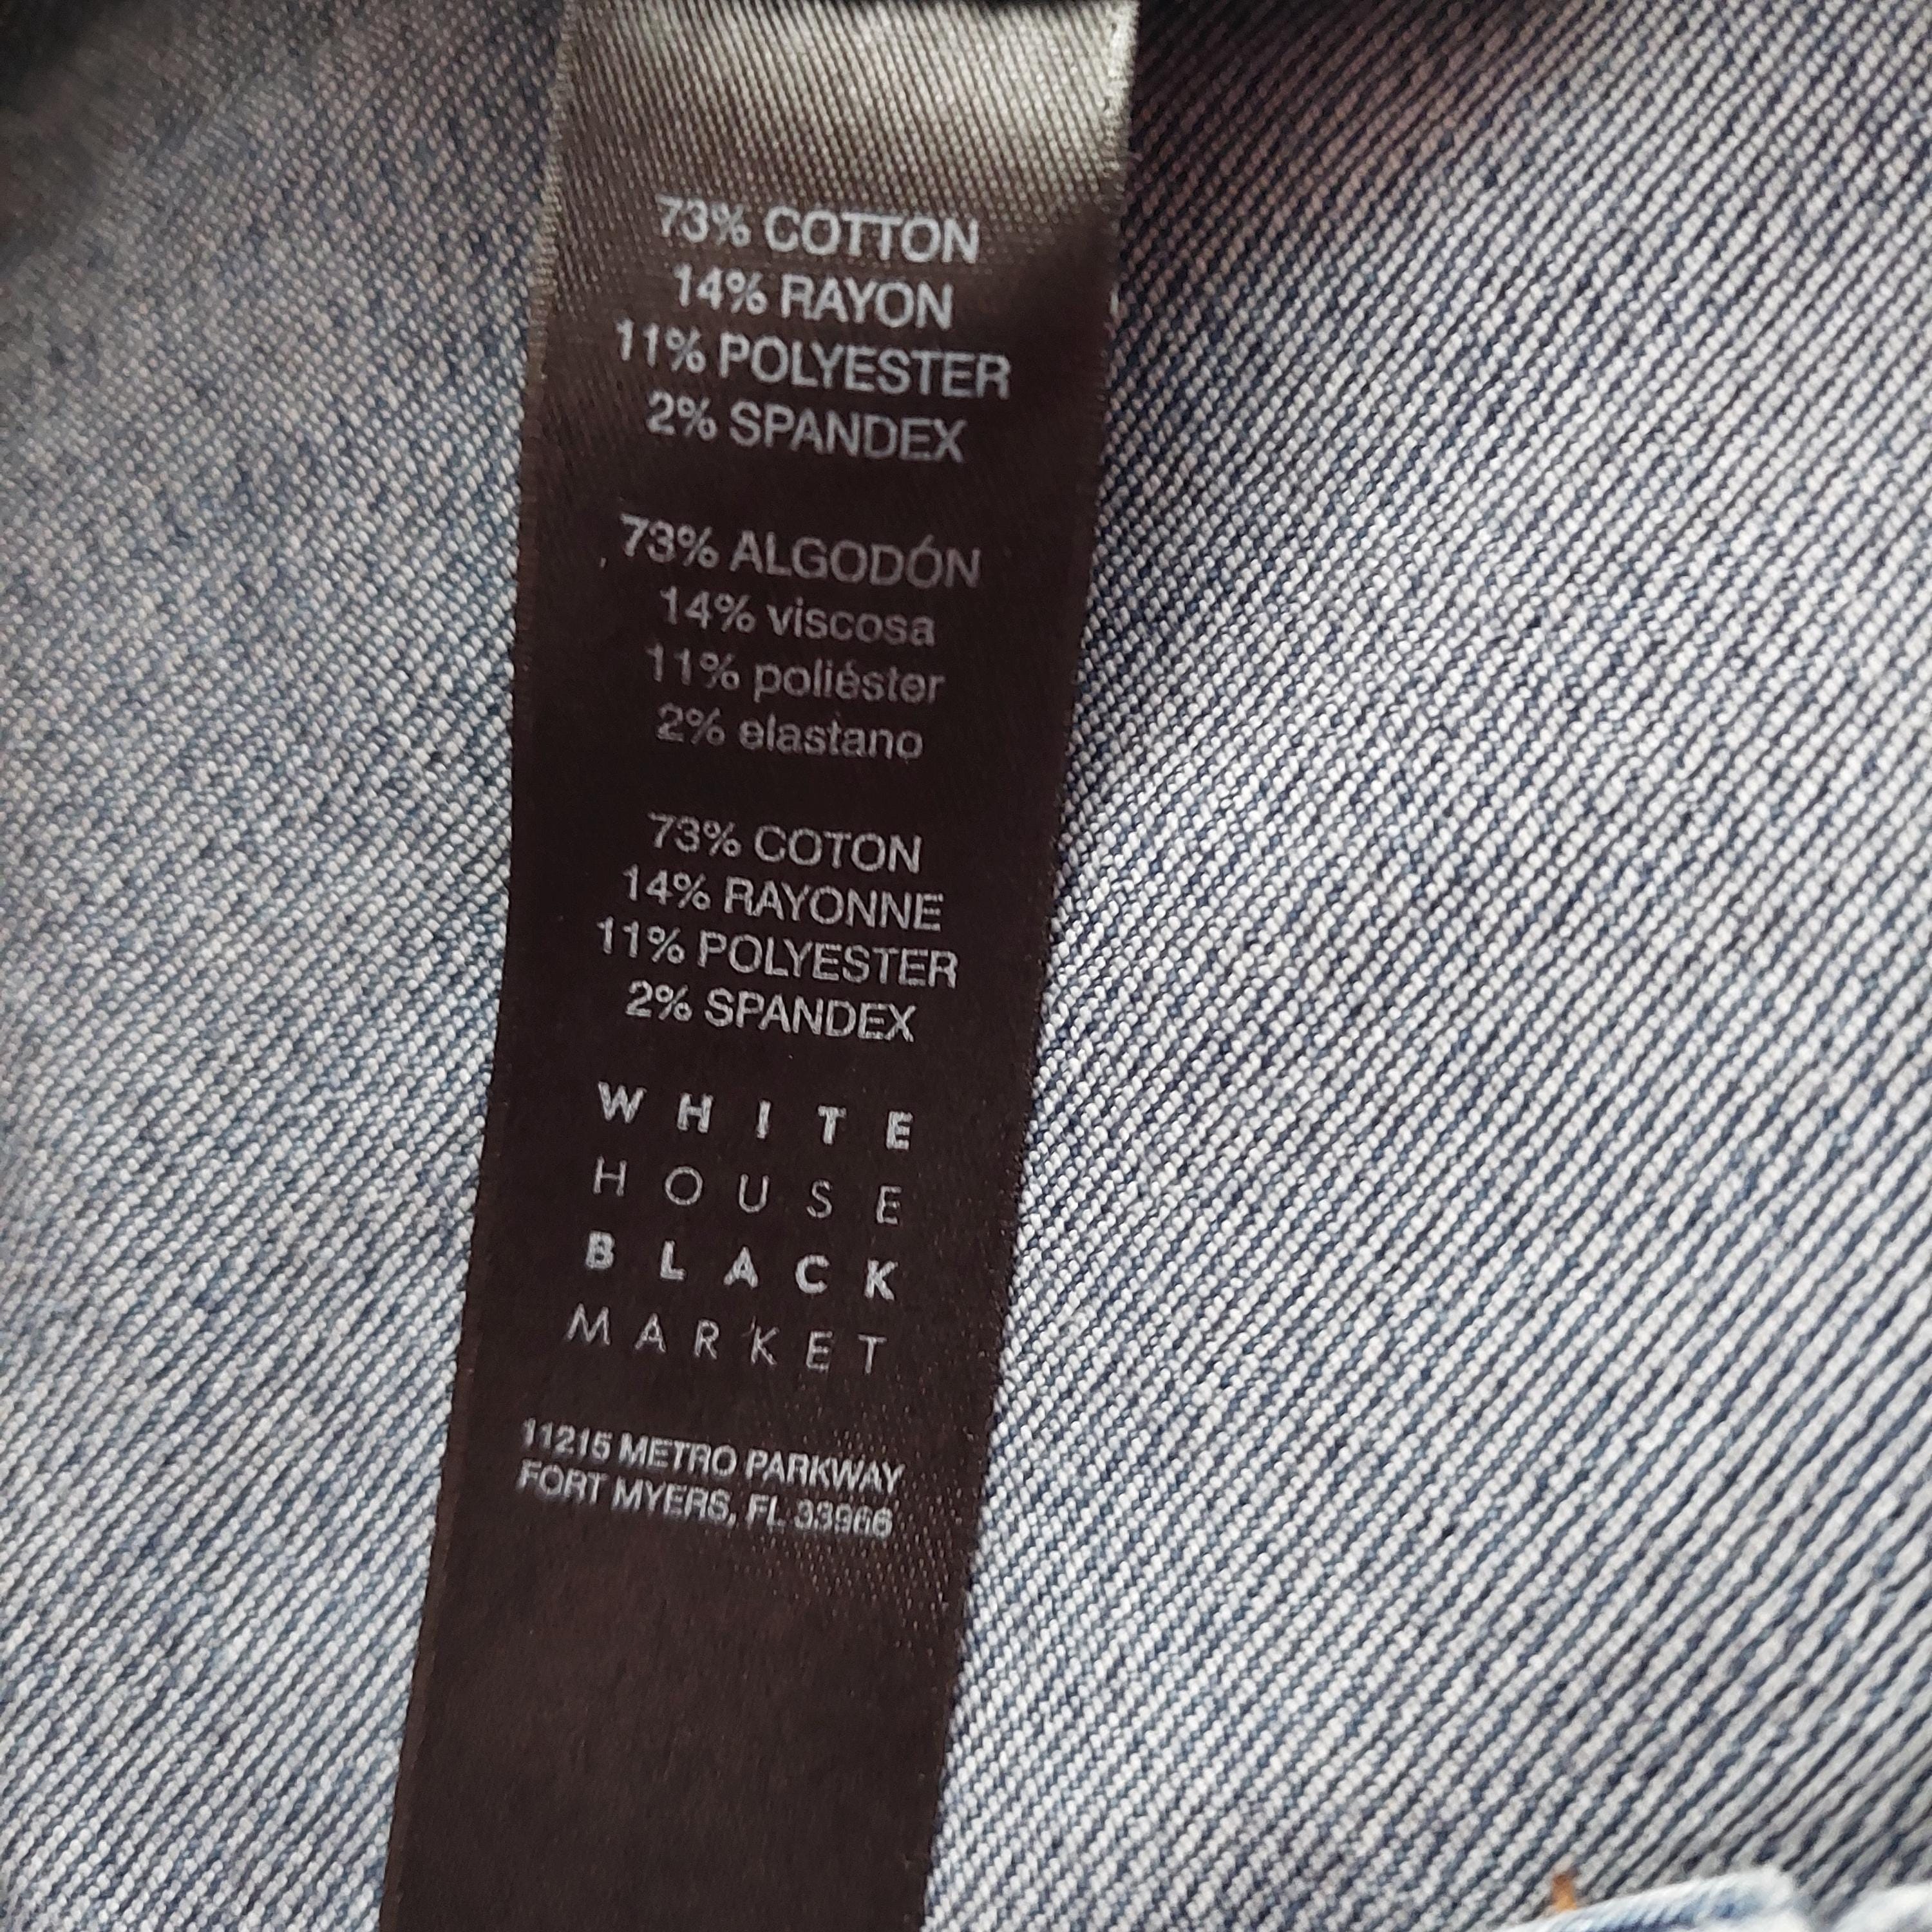 73% COTTON
14% RAYON
11% POLYESTER
2% SPANDEX
73% ALGODÓN
14% viscosa
11% poliéster
2% elastano
73% COTON
14% RAYONNE
11% POLYESTER
2% SPANDEX
WHITE
HOUSE
BLACK
MARKET
11215 METRO PARKWAY
FORT MYERS, FL 33966